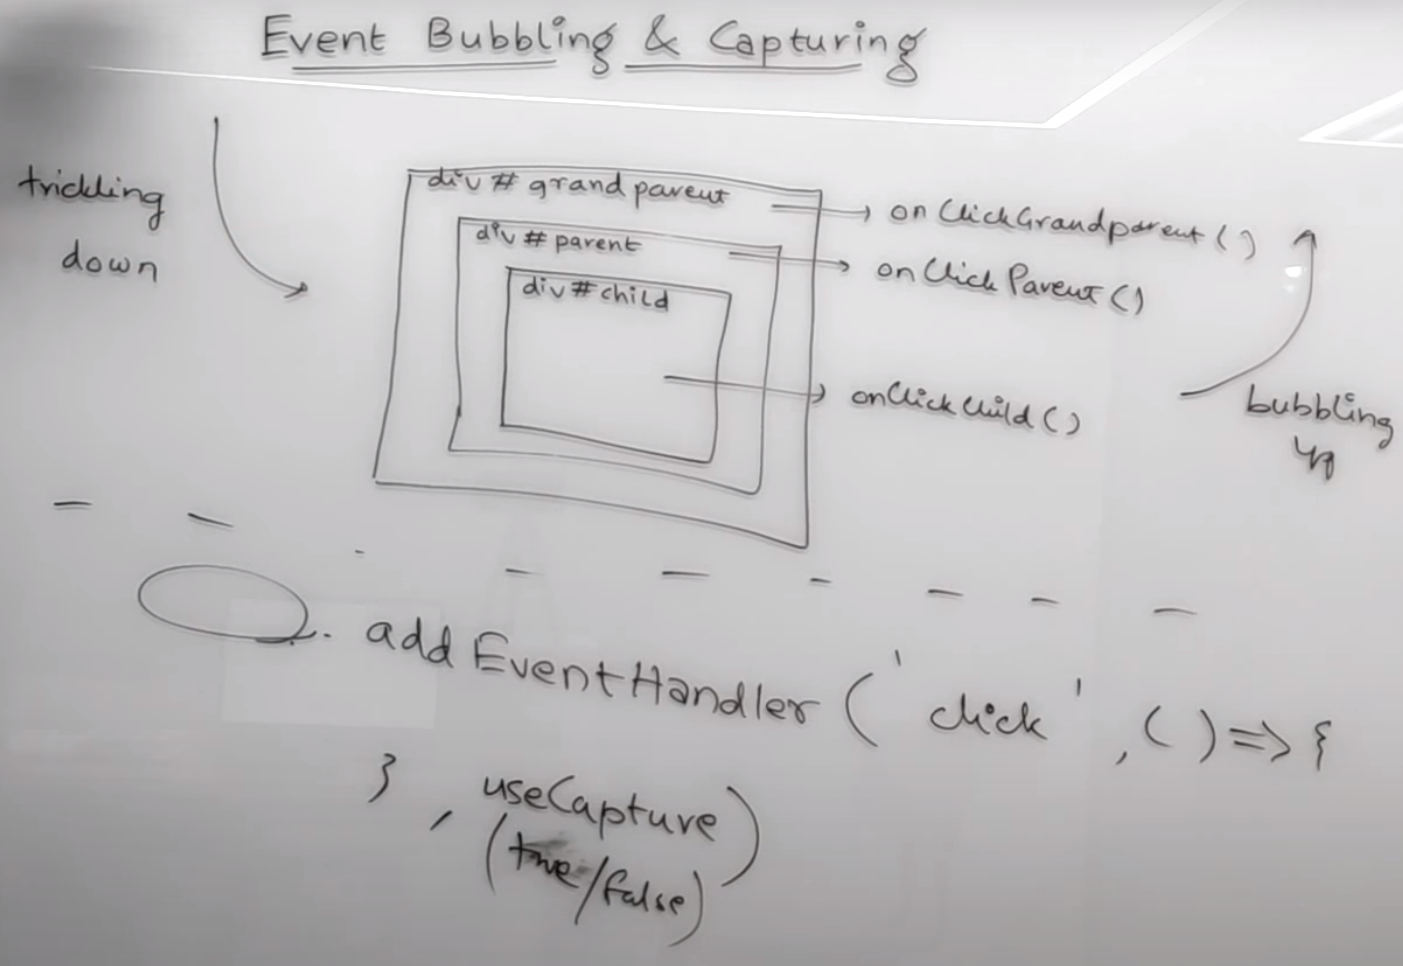 Event Bubbling & Capturing
trickling
down
div # grandparent
onClickGrandparent ( )
div # parent
onClick Parent ( )
div # child
onClick Child ( )
bubbling
up
. addEventHandler ( 'click' , ( ) => {
} , useCapture )
(true/false)